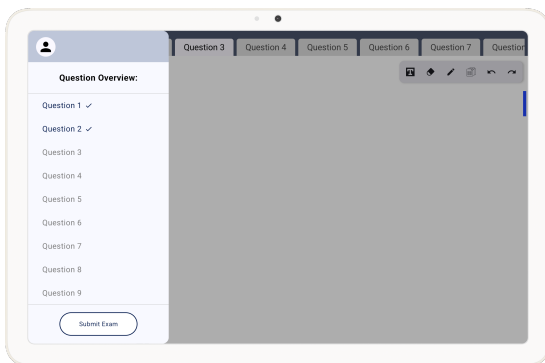 Question 3
Question 4
Question 5
Question 6
Question 7
Question
Question Overview:
Question 1
Question 2
Question 3
Question 4
Question 5
Question 6
Question 7
Question 8
Question 9
Submit Exam